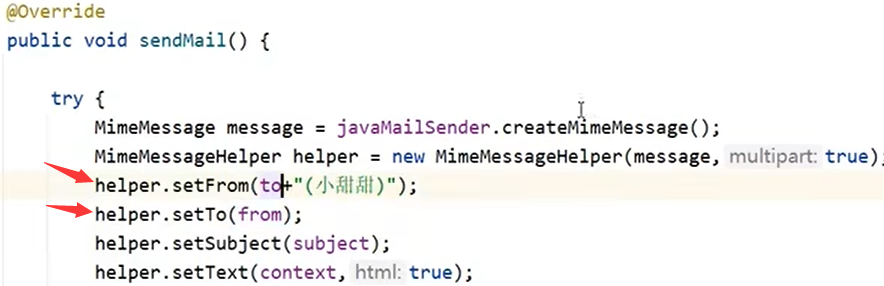 @Override
public void sendMail() {
try {
MimeMessage message = javaMailSender.createMimeMessage();
MimeMessageHelper helper = new MimeMessageHelper(message, multipart: true);
helper.setFrom(to+"(小甜甜)");
helper.setTo(from);
helper.setSubject(subject);
helper.setText(context, html: true);